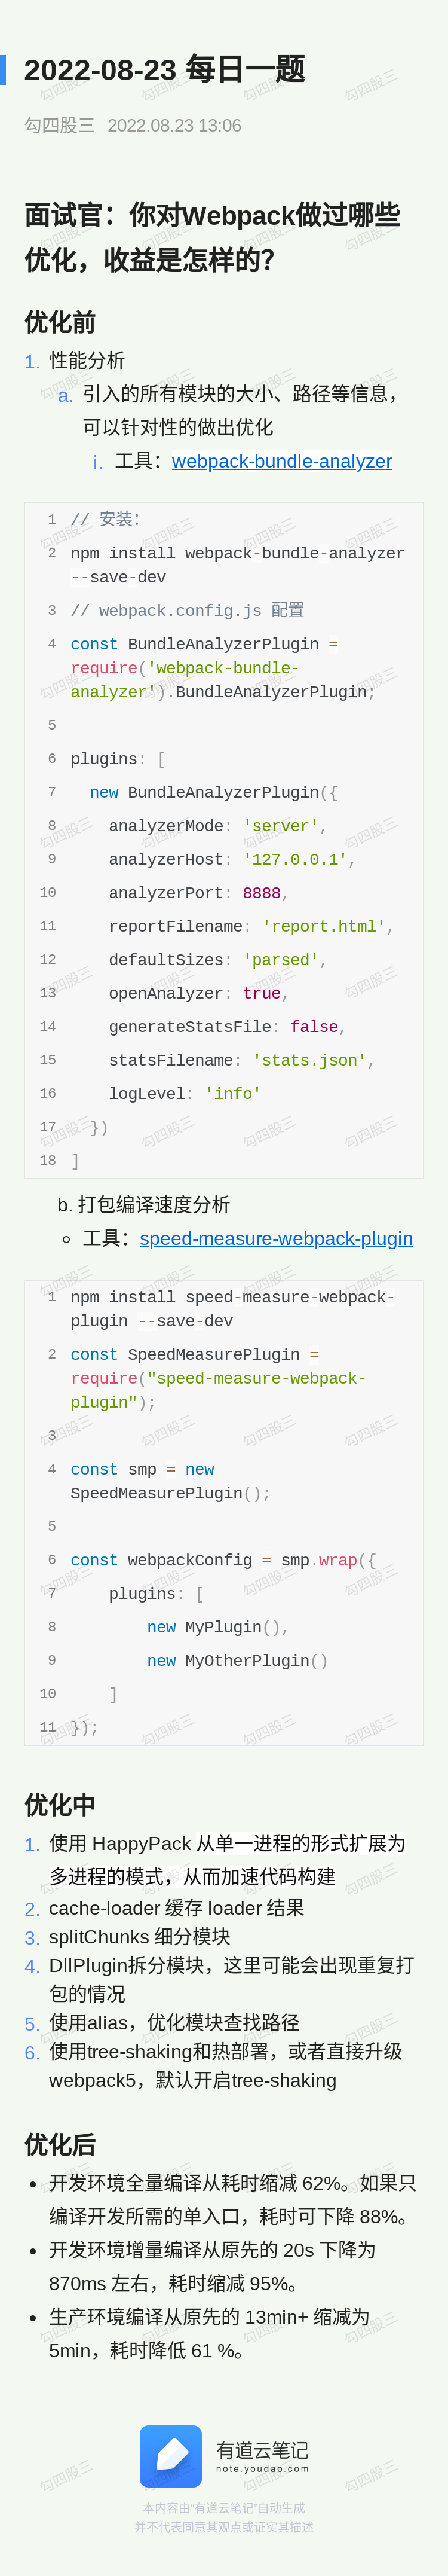 2022-08-23 每日一题
勾四股三 2022.08.23 13:06
面试官：你对Webpack做过哪些
优化，收益是怎样的？
优化前
1. 性能分析
a. 引入的所有模块的大小、路径等信息，
可以针对性的做出优化
i. 工具：webpack-bundle-analyzer
1 // 安装：
2 npm install webpack-bundle-analyzer
--save-dev
3 // webpack.config.js 配置
4 const BundleAnalyzerPlugin =
require('webpack-bundle-
analyzer').BundleAnalyzerPlugin;
5
6 plugins: [
7 new BundleAnalyzerPlugin({
8 analyzerMode: 'server',
9 analyzerHost: '127.0.0.1',
10 analyzerPort: 8888,
11 reportFilename: 'report.html',
12 defaultSizes: 'parsed',
13 openAnalyzer: true,
14 generateStatsFile: false,
15 statsFilename: 'stats.json',
16 logLevel: 'info'
17 })
18 ]
b. 打包编译速度分析
工具：speed-measure-webpack-plugin
1 npm install speed-measure-webpack-
plugin --save-dev
2 const SpeedMeasurePlugin =
require("speed-measure-webpack-
plugin");
3
4 const smp = new
SpeedMeasurePlugin();
5
6 const webpackConfig = smp.wrap({
7 plugins: [
8 new MyPlugin(),
9 new MyOtherPlugin()
10 ]
11 });
优化中
1. 使用 HappyPack 从单一进程的形式扩展为
多进程的模式，从而加速代码构建
2. cache-loader 缓存 loader 结果
3. splitChunks 细分模块
4. DllPlugin拆分模块，这里可能会出现重复打
包的情况
5. 使用alias，优化模块查找路径
6. 使用tree-shaking和热部署，或者直接升级
webpack5，默认开启tree-shaking
优化后
• 开发环境全量编译从耗时缩减 62%。如果只
编译开发所需的单入口，耗时可下降 88%。
• 开发环境增量编译从原先的 20s 下降为
870ms 左右，耗时缩减 95%。
• 生产环境编译从原先的 13min+ 缩减为
5min，耗时降低 61 %。
有道云笔记
note.youdao.com
本内容由“有道云笔记”自动生成
并不代表同意其观点或证实其描述